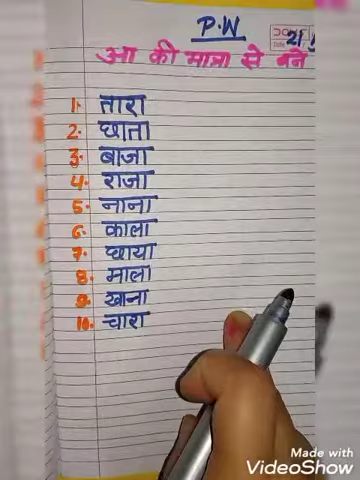 P.W
आ की मात्रा से बने
1. तारा
2. छाता
3. बाजा
4. राजा
5. नाना
6. काला
7. छाया
8. माला
9. खाना
10. चारा
Made with
VideoShow